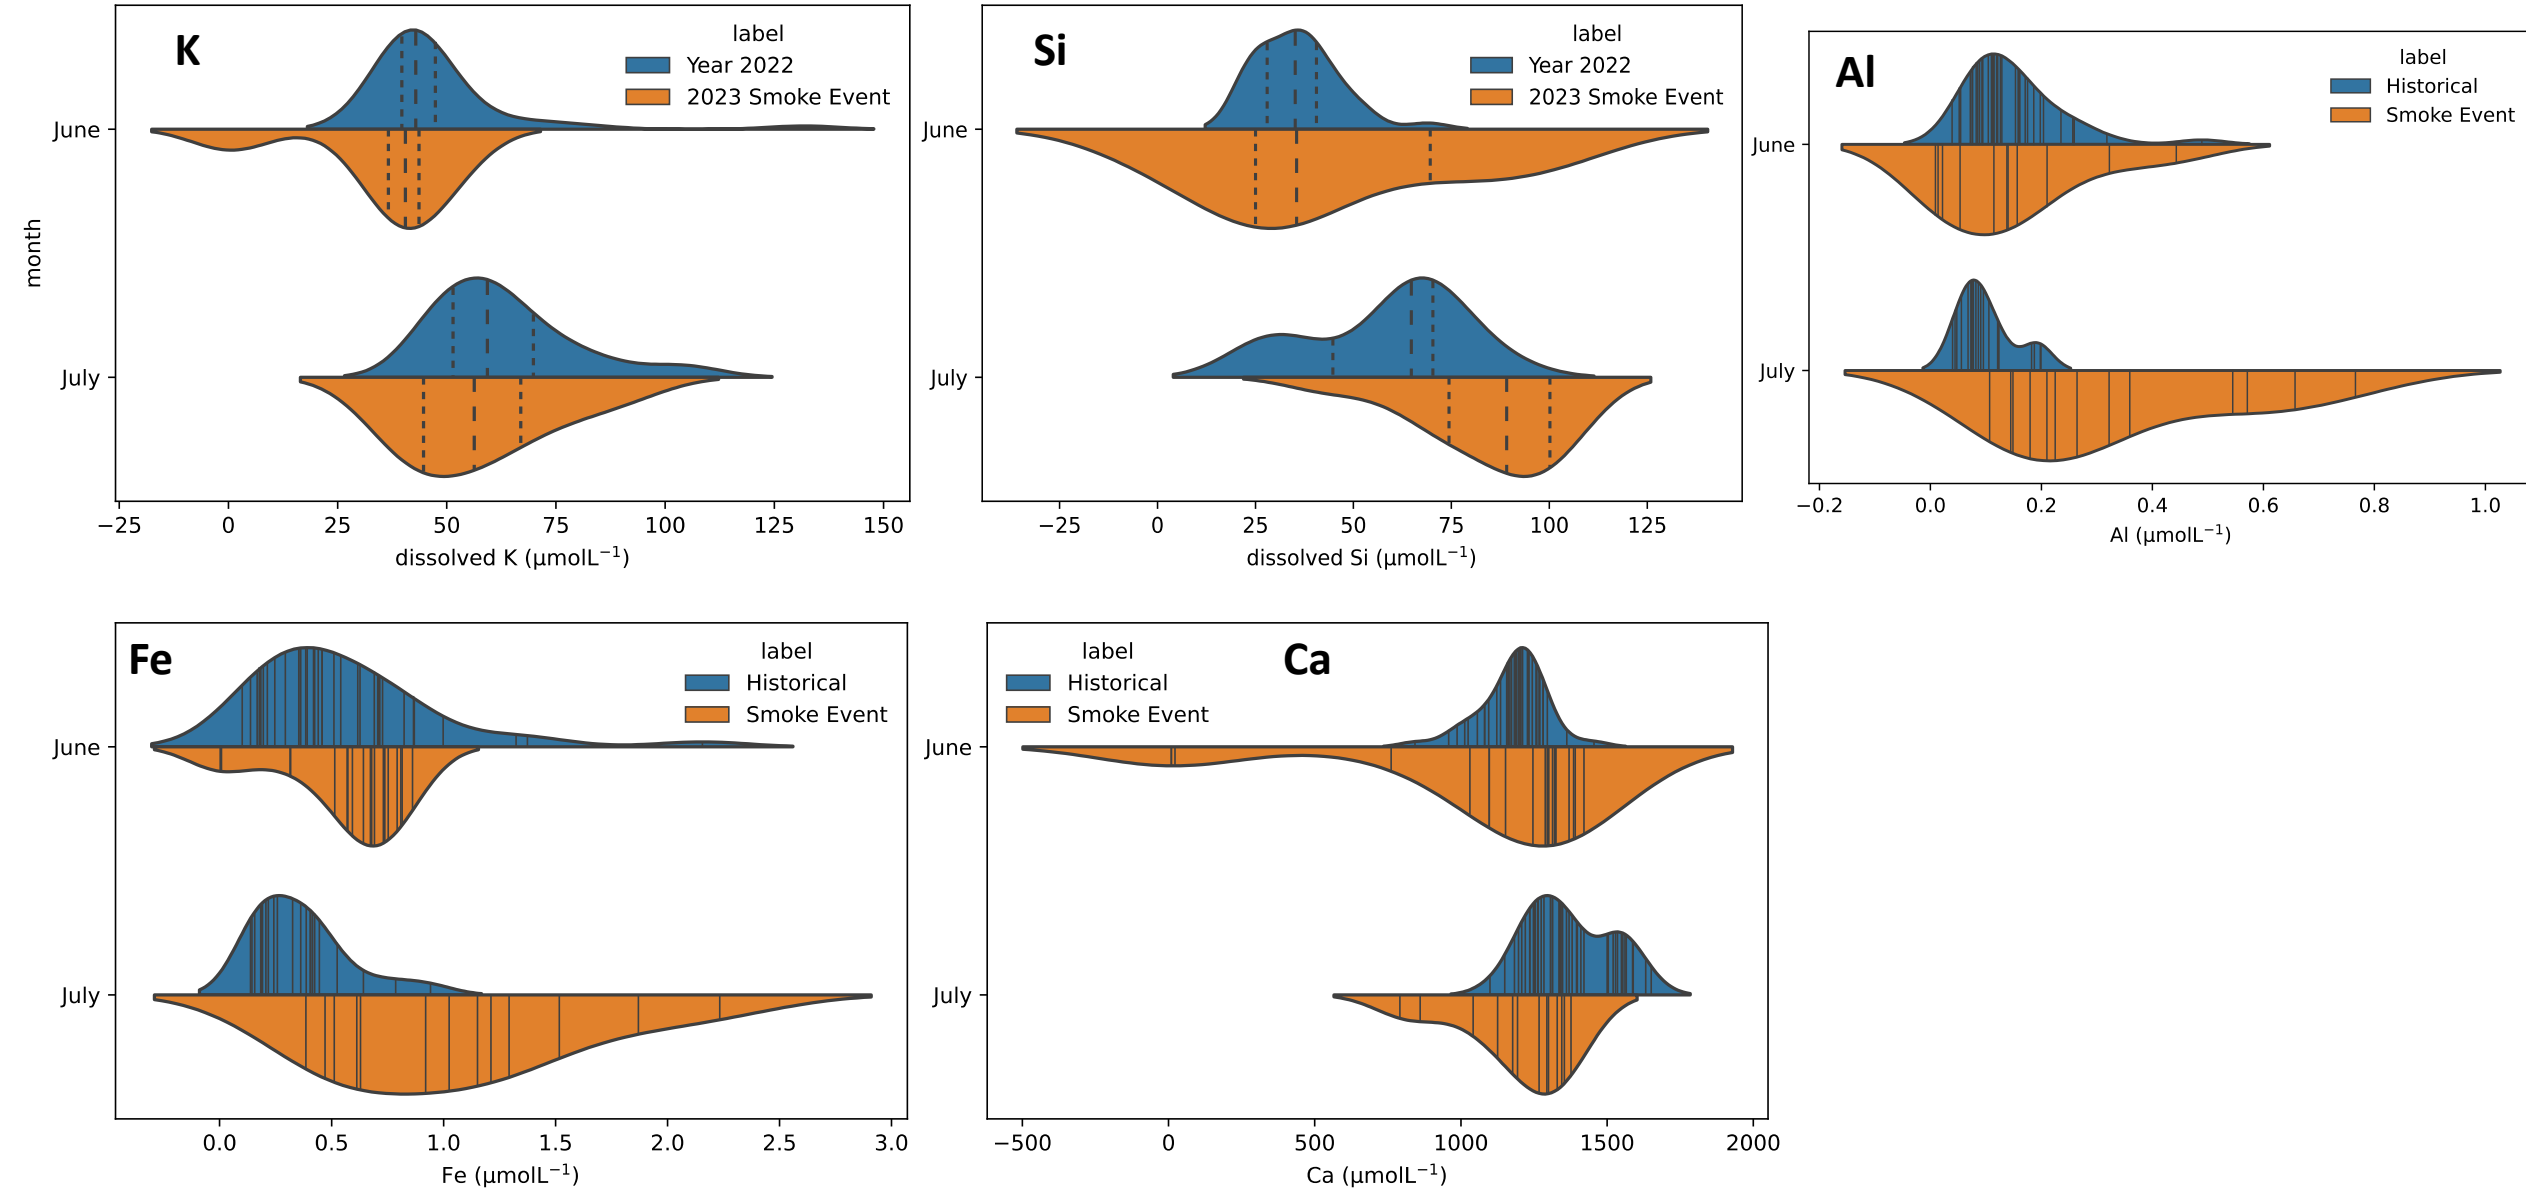 K
label
Year 2022
2023 Smoke Event
June
July
month
−25 0 25 50 75 100 125 150
dissolved K (µmolL⁻¹)
Si
label
Year 2022
2023 Smoke Event
June
July
−25 0 25 50 75 100 125
dissolved Si (µmolL⁻¹)
Al
label
Historical
Smoke Event
June
July
−0.2 0.0 0.2 0.4 0.6 0.8 1.0
Al (µmolL⁻¹)
Fe
label
Historical
Smoke Event
June
July
0.0 0.5 1.0 1.5 2.0 2.5 3.0
Fe (µmolL⁻¹)
label
Historical
Smoke Event
Ca
June
July
−500 0 500 1000 1500 2000
Ca (µmolL⁻¹)